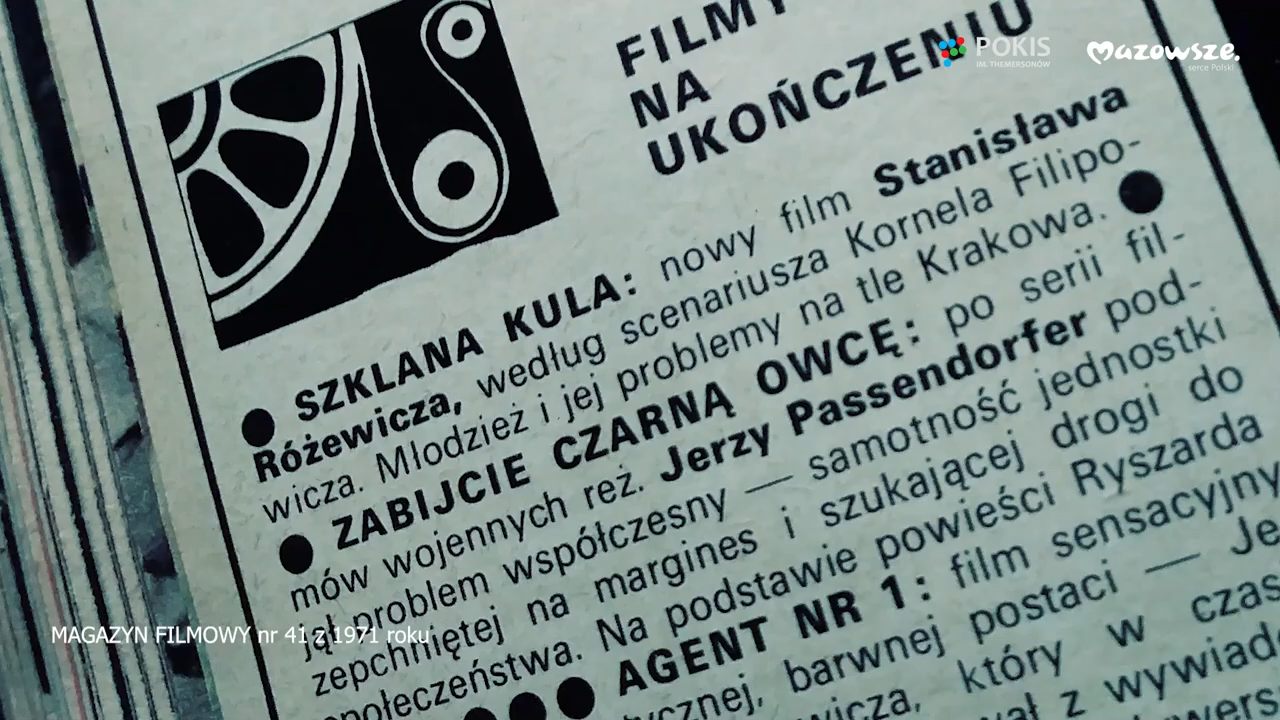 POKIS
IM. THEMERSONÓW
Mazowsze.
serce Polski
FILMY
NA
UKOŃCZENIU
● SZKLANA KULA: nowy film Stanisława
Różewicza, według scenariusza Kornela Filipo-
wicza. Młodzież i jej problemy na tle Krakowa. ●
● ZABIJCIE CZARNĄ OWCĘ: po serii fil-
mów wojennych reż. Jerzy Passendorfer pod-
jął problem współczesny — samotność jednostki
zepchniętej na margines i szukającej drogi do
społeczeństwa. Na podstawie powieści Ryszarda
●●● AGENT NR 1: film sensacyjny
tycznej, barwnej postaci — Je
wicza, który w czas
wał z wywiad
MAGAZYN FILMOWY nr 41 z 1971 roku